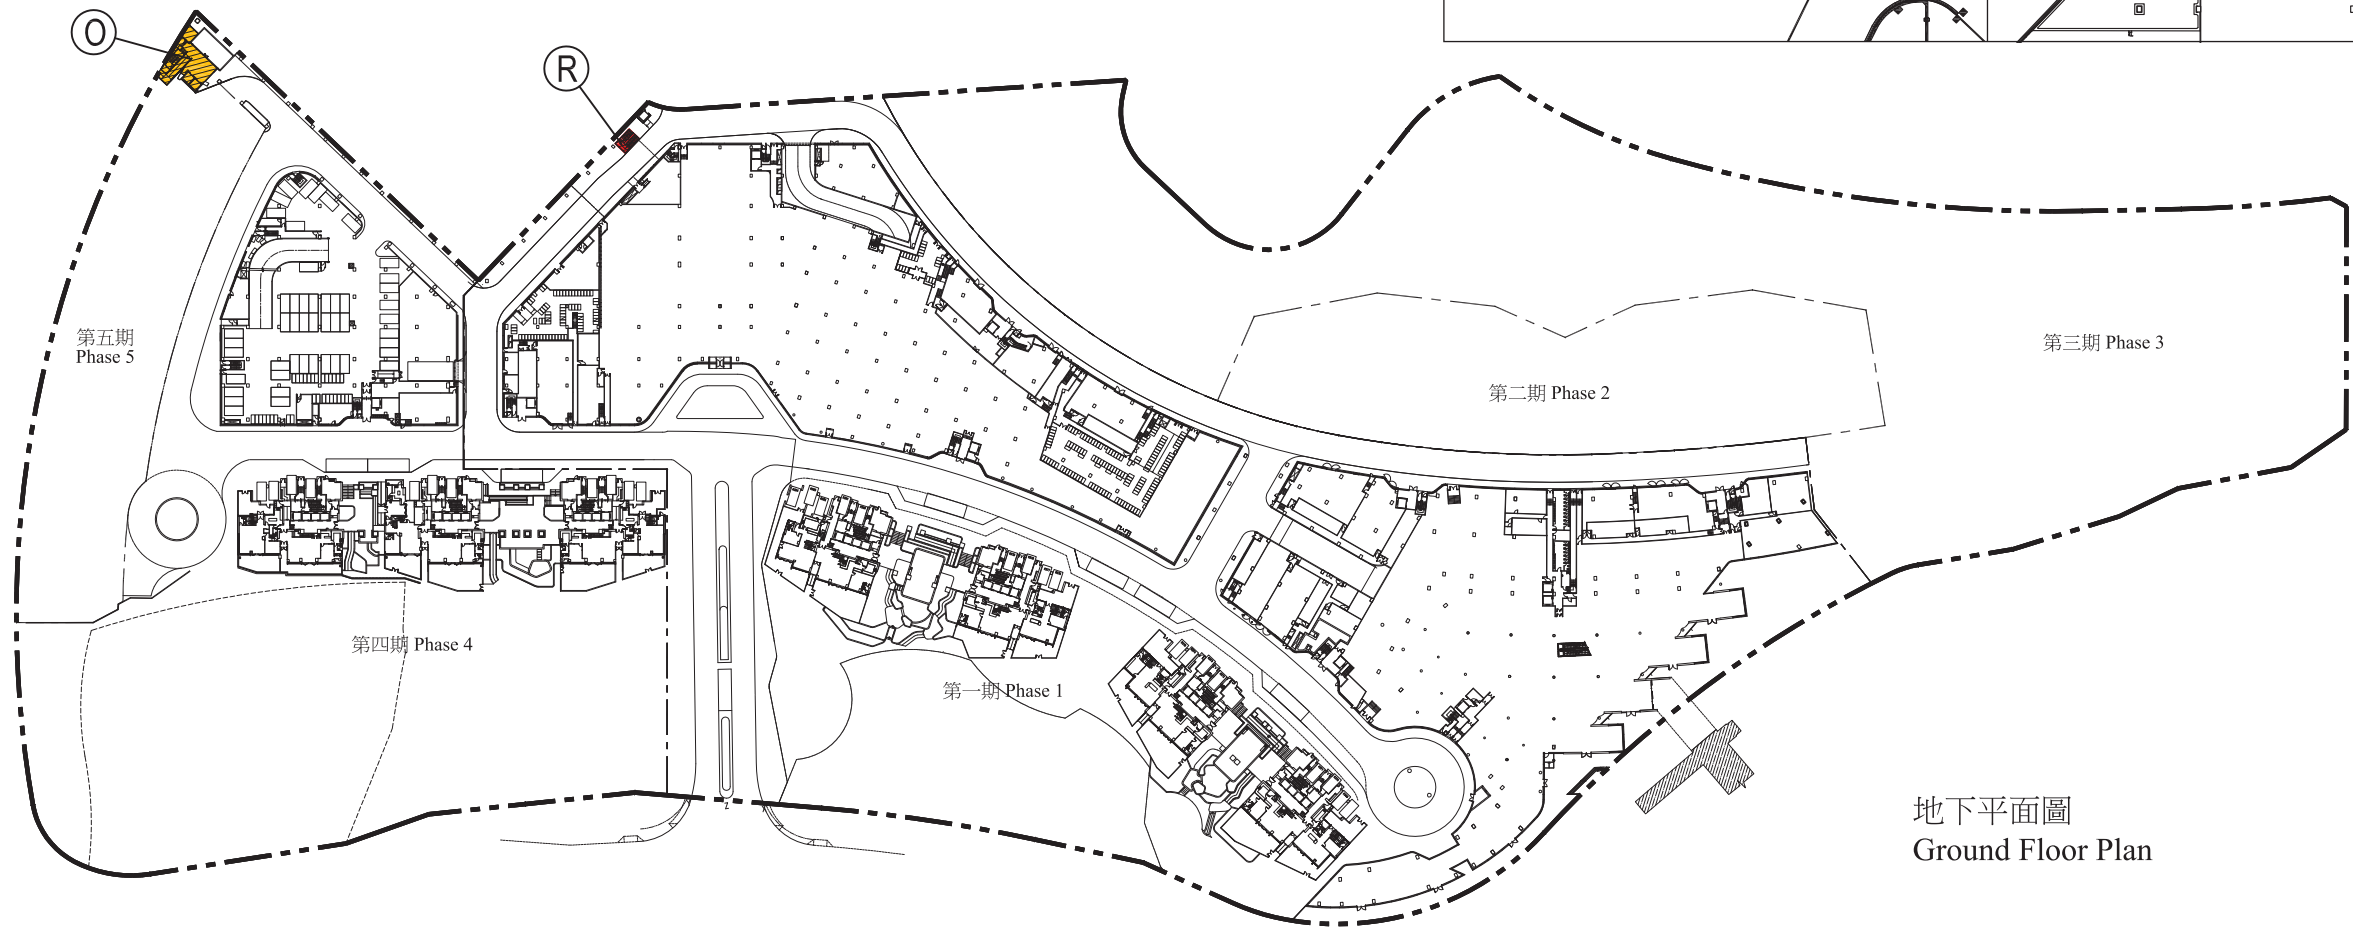 O
R
第五期
Phase 5
第三期 Phase 3
第二期 Phase 2
第四期 Phase 4
第一期 Phase 1
地下平面圖
Ground Floor Plan